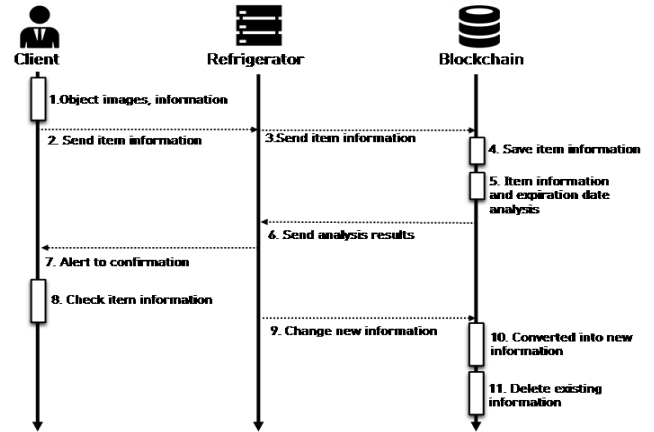 Client
Refrigerator
Blockchain
1.Object images, information
2. Send item information
3.Send item information
4. Save item information
5. Item information
and expiration date
analysis
6. Send analysis results
7. Alert to confirmation
8. Check item information
9. Change new information
10. Converted into new
information
11. Delete existing
information